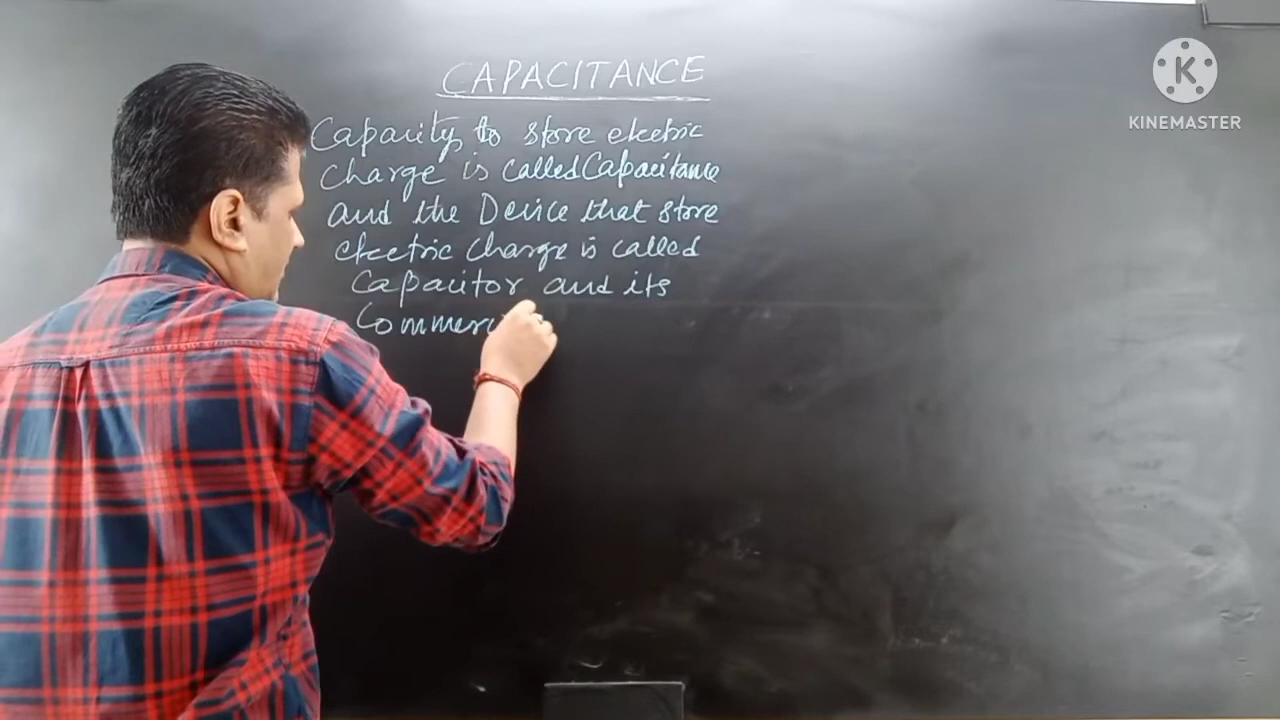 CAPACITANCE
Capacity to store electric
charge is called Capacitance
and the Device that store
electric charge is called
Capacitor and its
Commerc
K
KINEMASTER